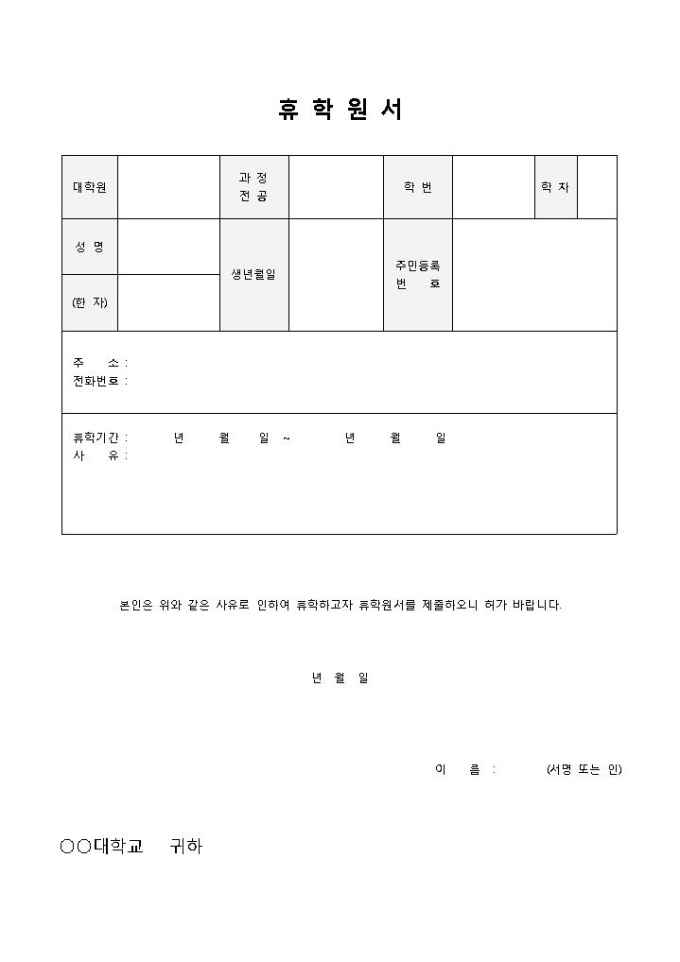 휴 학 원 서
대학원
과 정
전 공
학 번
학 차
성 명
(한 자)
생년월일
주민등록
번 호
주 소 :
전화번호 :
휴학기간 : 년 월 일 ~ 년 월 일
사 유 :
본인은 위와 같은 사유로 인하여 휴학하고자 휴학원서를 제출하오니 허가 바랍니다.
년 월 일
이 름 : (서명 또는 인)
○○대학교 귀하